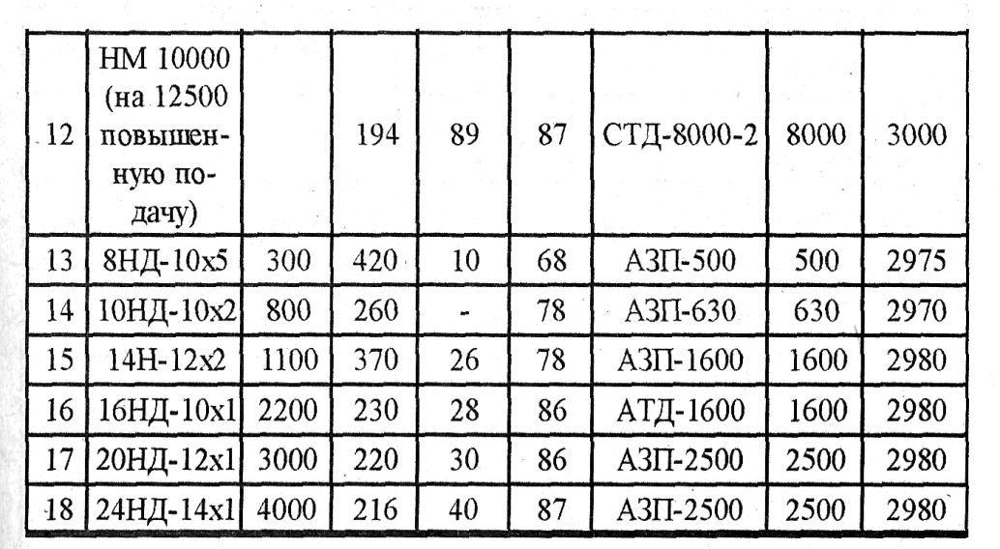 12 НМ 10000 (на 12500 повышен-ную по-дачу) 194 89 87 СТД-8000-2 8000 3000
13 8НД-10х5 300 420 10 68 АЗП-500 500 2975
14 10НД-10х2 800 260 - 78 АЗП-630 630 2970
15 14Н-12х2 1100 370 26 78 АЗП-1600 1600 2980
16 16НД-10х1 2200 230 28 86 АТД-1600 1600 2980
17 20НД-12х1 3000 220 30 86 АЗП-2500 2500 2980
18 24НД-14х1 4000 216 40 87 АЗП-2500 2500 2980